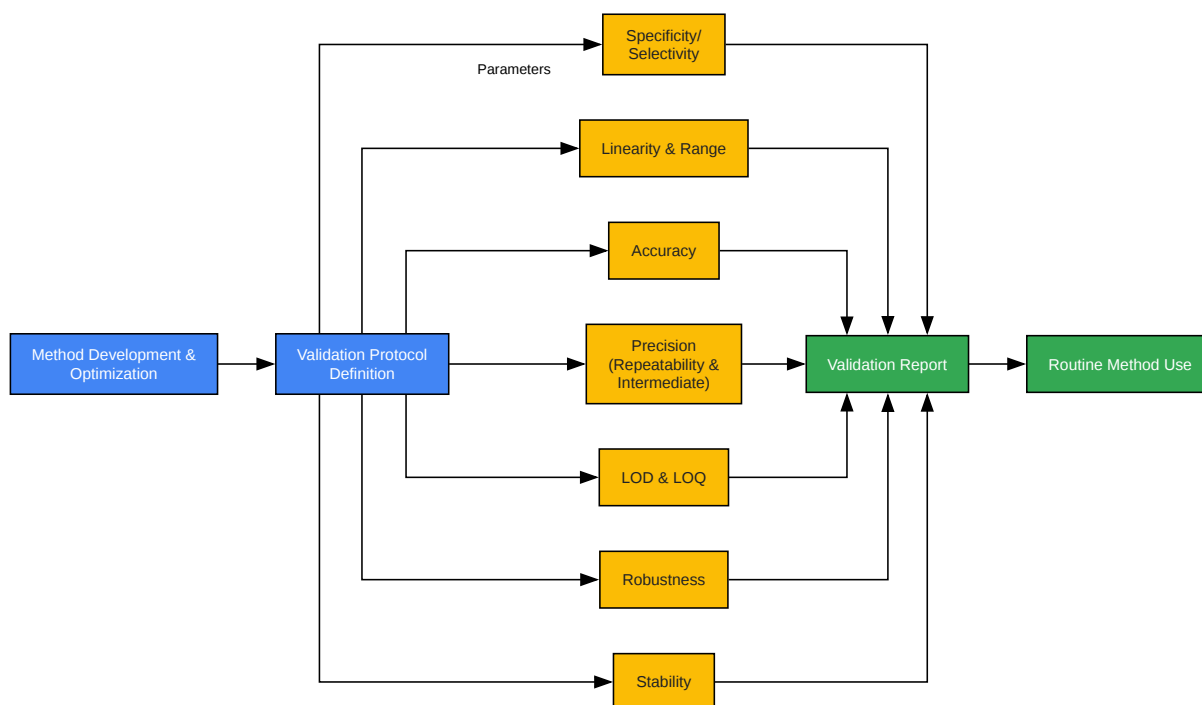 Specificity/
Selectivity
Parameters
Linearity & Range
Accuracy
Method Development &
Optimization
Validation Protocol
Definition
Precision
(Repeatability &
Intermediate)
Validation Report
Routine Method Use
LOD & LOQ
Robustness
Stability